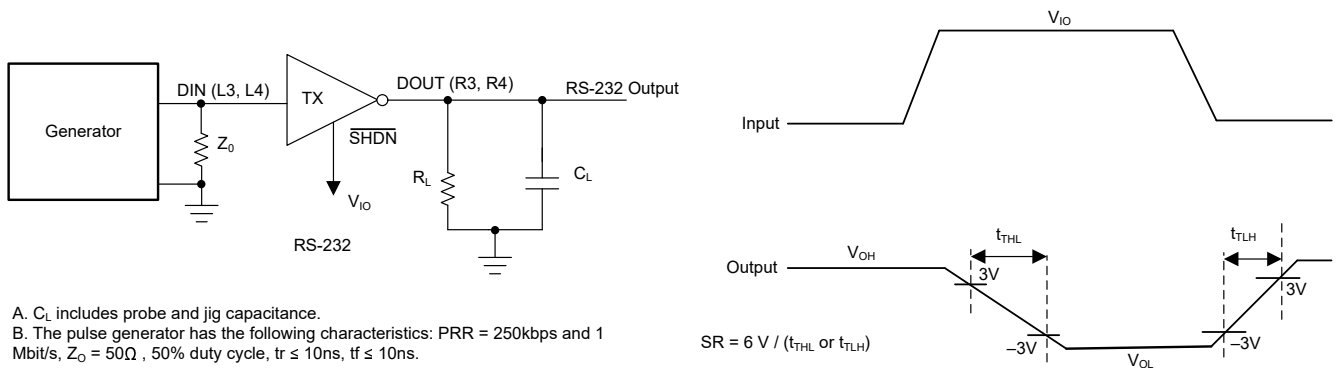 Generator
DIN (L3, L4)
Z0
TX
SHDN
VIO
DOUT (R3, R4)
RS-232 Output
RL
CL
RS-232
A. CL includes probe and jig capacitance.
B. The pulse generator has the following characteristics: PRR = 250kbps and 1
Mbit/s, ZO = 50Ω , 50% duty cycle, tr ≤ 10ns, tf ≤ 10ns.
VIO
Input
tTHL
tTLH
VOH
Output
3V
3V
–3V
–3V
VOL
SR = 6 V / (tTHL or tTLH)